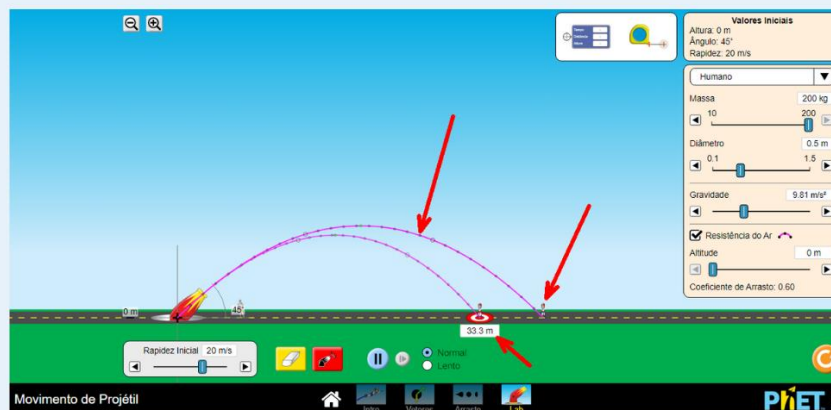 Valores Iniciais
Altura: 0 m
Ângulo: 45°
Rapidez: 20 m/s
Humano
Massa 200 kg
10 200
Diâmetro 0.5 m
0.1 1.5
Gravidade 9.81 m/s²
Resistência do Ar
Altitude 0 m
Coeficiente de Arrasto: 0.60
0 m
45°
33.3 m
Rapidez Inicial 20 m/s
Normal
Lento
Movimento de Projétil
Intro
Vetores
Arrasto
Lab
PhET